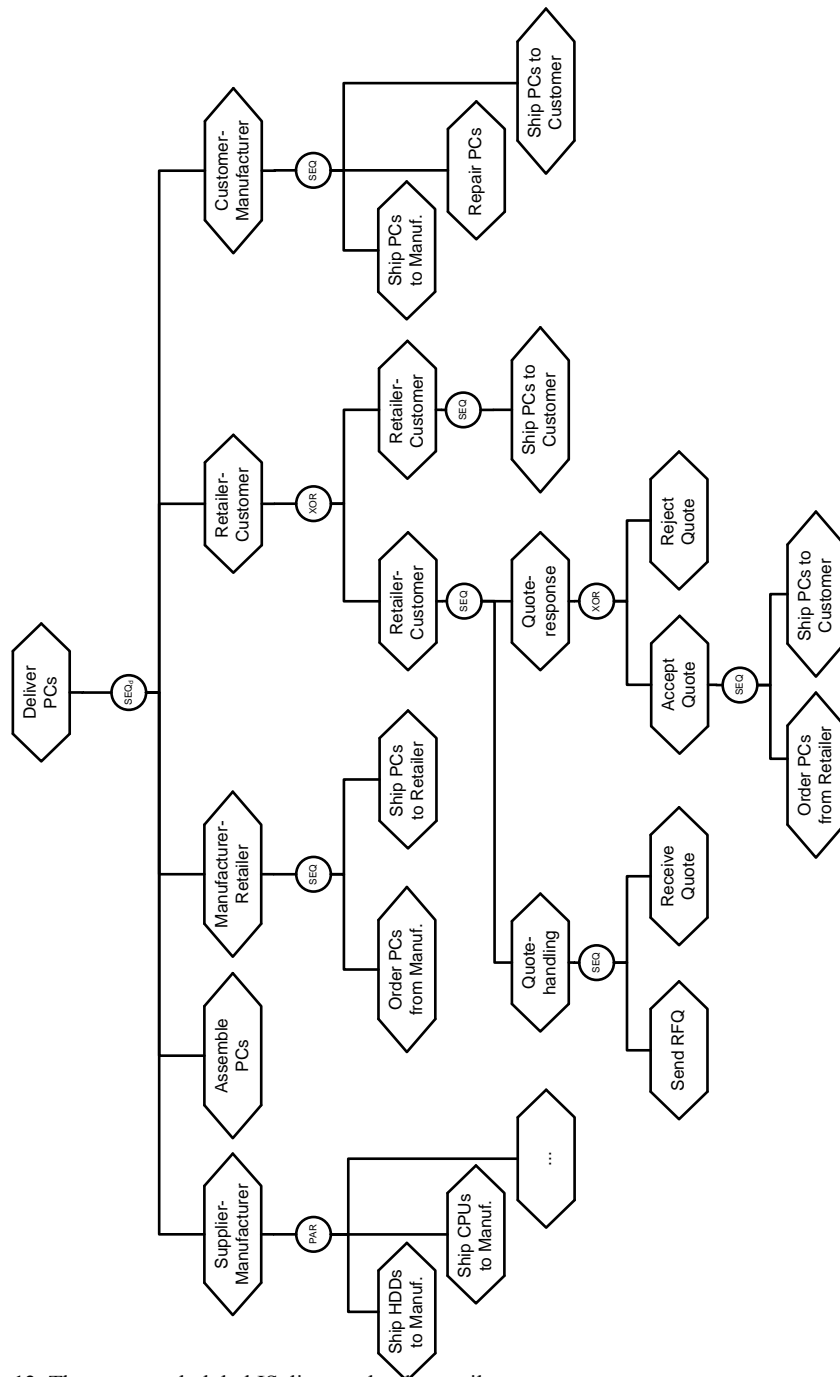 Deliver
PCs
SEQd
Supplier-
Manufacturer
Assemble
PCs
Manufacturer-
Retailer
Retailer-
Customer
Customer-
Manufacturer
PAR
SEQ
XOR
SEQ
Ship HDDs
to Manuf.
Ship CPUs
to Manuf.
...
Order PCs
from Manuf.
Ship PCs
to Retailer
Retailer-
Customer
Retailer-
Customer
Ship PCs
to Manuf.
Repair PCs
Ship PCs to
Customer
SEQ
SEQ
Quote-
handling
Quote-
response
Ship PCs to
Customer
SEQ
XOR
Send RFQ
Receive
Quote
Accept
Quote
Reject
Quote
SEQ
Order PCs
from Retailer
Ship PCs to
Customer